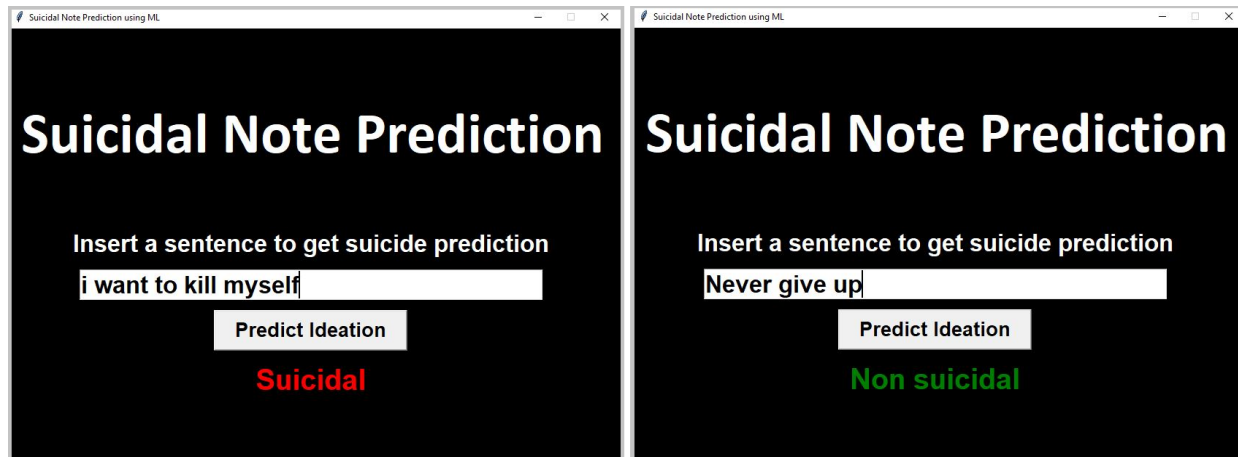 Suicidal Note Prediction using ML
Suicidal Note Prediction
Insert a sentence to get suicide prediction
i want to kill myself
Predict Ideation
Suicidal
Suicidal Note Prediction using ML
Suicidal Note Prediction
Insert a sentence to get suicide prediction
Never give up
Predict Ideation
Non suicidal